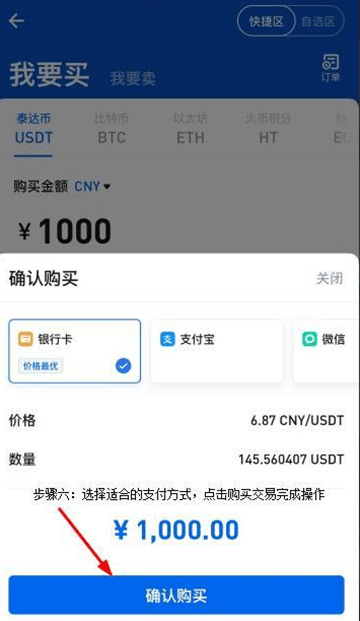 快捷区 自选区
我要买 我要卖 订单
泰达币 比特币 以太坊 火币积分
USDT BTC ETH HT
购买金额 CNY
¥ 1000
确认购买 关闭
银行卡 支付宝 微信
价格最优
价格 6.87 CNY/USDT
数量 145.560407 USDT
步骤六：选择适合的支付方式，点击购买交易完成操作
¥ 1,000.00
确认购买